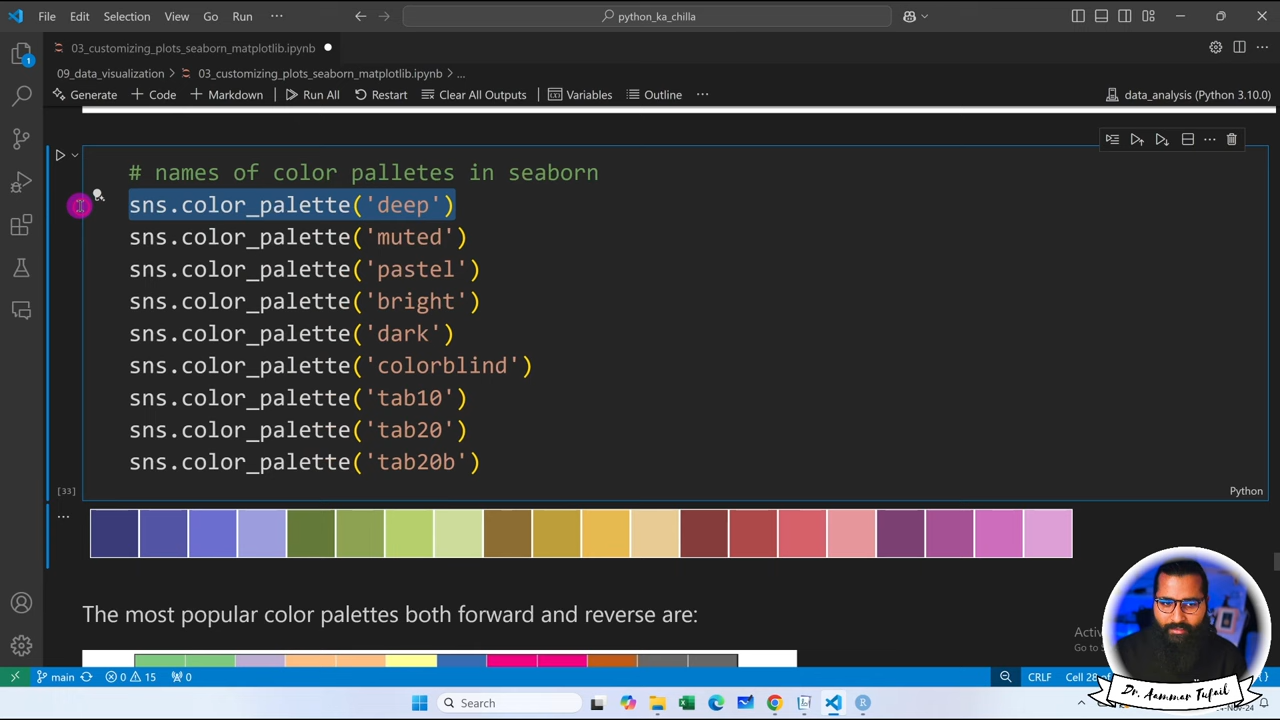 File Edit Selection View Go Run ··· python_ka_chilla
03_customizing_plots_seaborn_matplotlib.ipynb
09_data_visualization > 03_customizing_plots_seaborn_matplotlib.ipynb > ...
Generate + Code + Markdown Run All Restart Clear All Outputs Variables Outline ··· data_analysis (Python 3.10.0)
# names of color palletes in seaborn
sns.color_palette('deep')
sns.color_palette('muted')
sns.color_palette('pastel')
sns.color_palette('bright')
sns.color_palette('dark')
sns.color_palette('colorblind')
sns.color_palette('tab10')
sns.color_palette('tab20')
sns.color_palette('tab20b')
[33] Python
The most popular color palettes both forward and reverse are:
main 0 15 0 CRLF
Search
Dr. Aammar Tufail